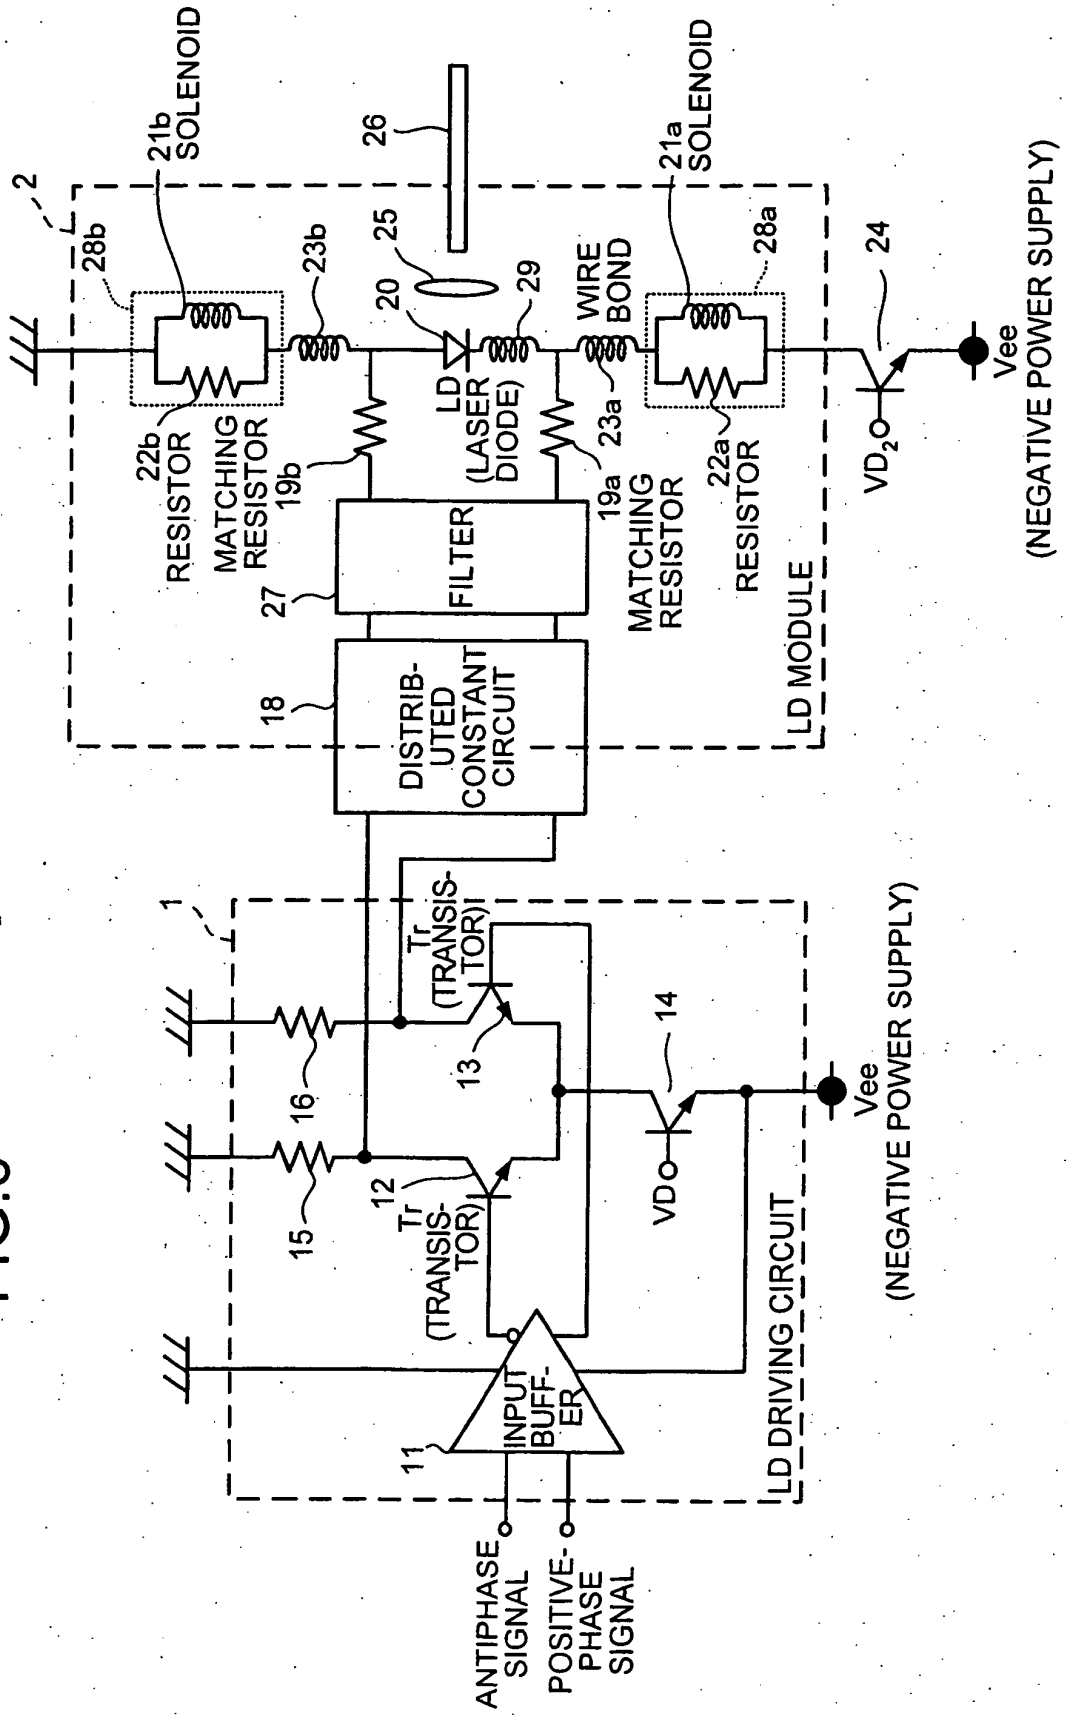 1
2
28b
21b
SOLENOID
22b
RESISTOR
MATCHING
RESISTOR
19b
23b
25
20
26
LD
(LASER
DIODE)
29
WIRE
BOND
23a
19a
MATCHING
RESISTOR
21a
SOLENOID
28a
22a
RESISTOR
24
VD2
Vee
(NEGATIVE POWER SUPPLY)
LD MODULE
27
FILTER
18
DISTRIB-
UTED
CONSTANT
CIRCUIT
16
15
Tr
(TRANSIS-
TOR)
13
12
Tr
(TRANSIS-
TOR)
14
VD
Vee
(NEGATIVE POWER SUPPLY)
11
INPUT
BUFF-
ER
LD DRIVING CIRCUIT
ANTIPHASE
SIGNAL
POSITIVE-
PHASE
SIGNAL